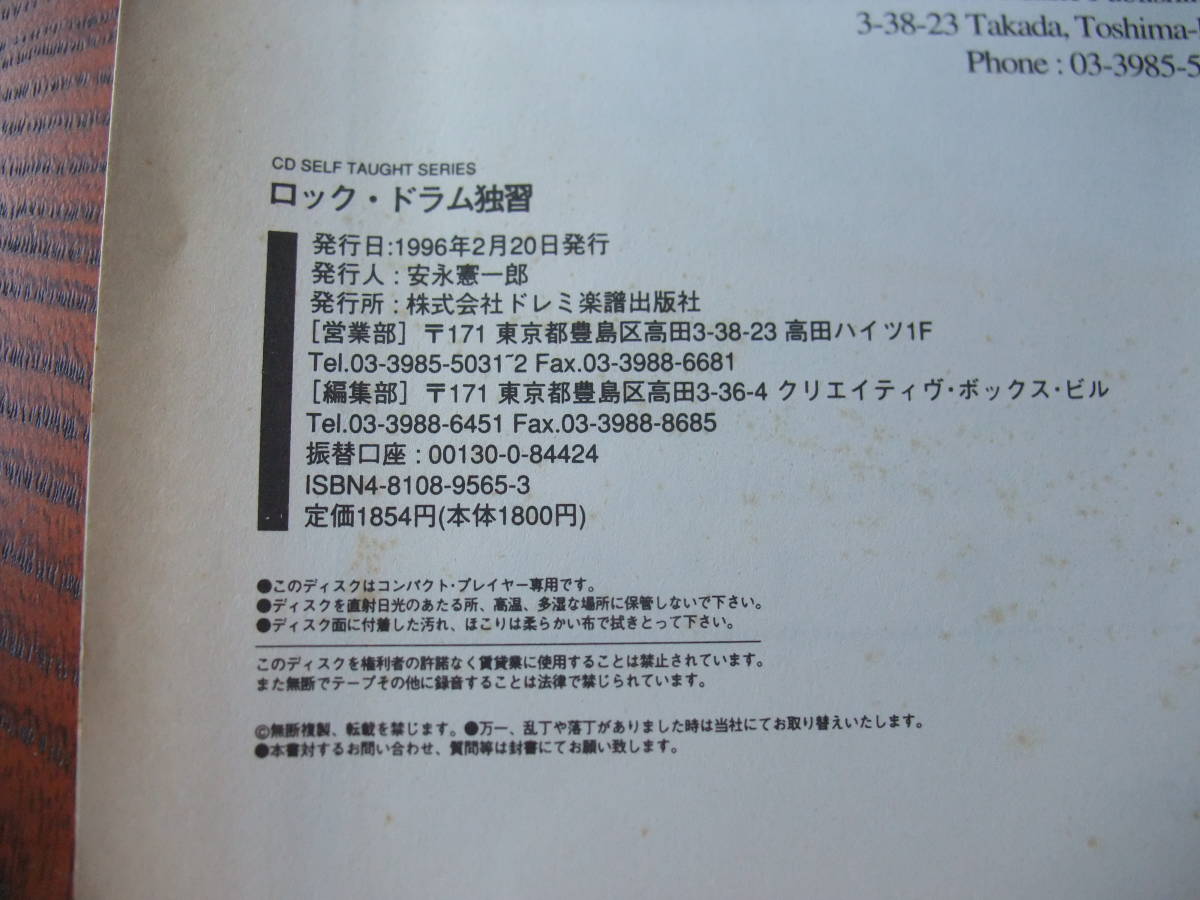 3-38-23 Takada, Toshima-
Phone : 03-3985-5
CD SELF TAUGHT SERIES
ロック・ドラム独習
発行日:1996年2月20日発行
発行人 : 安永憲一郎
発行所 : 株式会社ドレミ楽譜出版社
［営業部］〒171 東京都豊島区高田3-38-23 高田ハイツ1F
Tel.03-3985-5031~2 Fax.03-3988-6681
［編集部］〒171 東京都豊島区高田3-36-4 クリエイティヴ・ボックス・ビル
Tel.03-3988-6451 Fax.03-3988-8685
振替口座 : 00130-0-84424
ISBN4-8108-9565-3
定価1854円(本体1800円)
●このディスクはコンパクト・プレイヤー専用です。
●ディスクを直射日光のあたる所、高温、多湿な場所に保管しないで下さい。
●ディスク面に付着した汚れ、ほこりは柔らかい布で拭きとって下さい。
このディスクを権利者の許諾なく賃貸業に使用することは禁止されています。
また無断でテープその他に録音することは法律で禁じられています。
©無断複製、転載を禁じます。●万一、乱丁や落丁がありました時は当社にてお取り替えいたします。
●本書対するお問い合わせ、質問等は封書にてお願い致します。